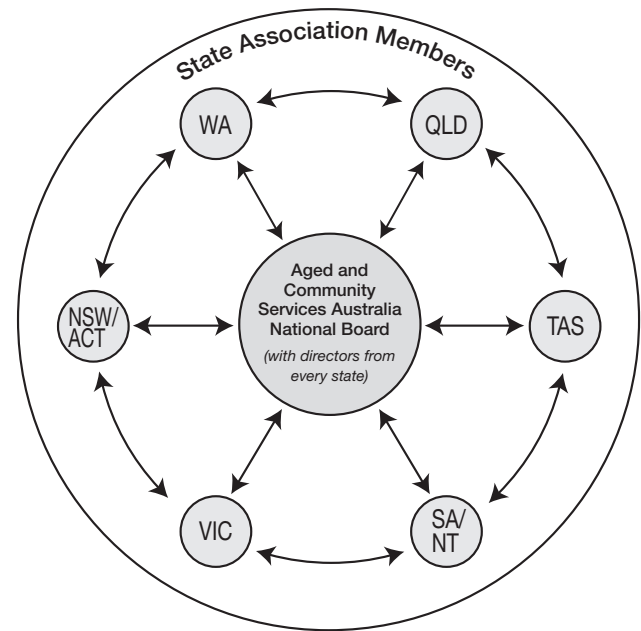 State Association Members
WA
QLD
Aged and
Community
Services Australia
National Board
(with directors from
every state)
NSW/
ACT
TAS
VIC
SA/
NT